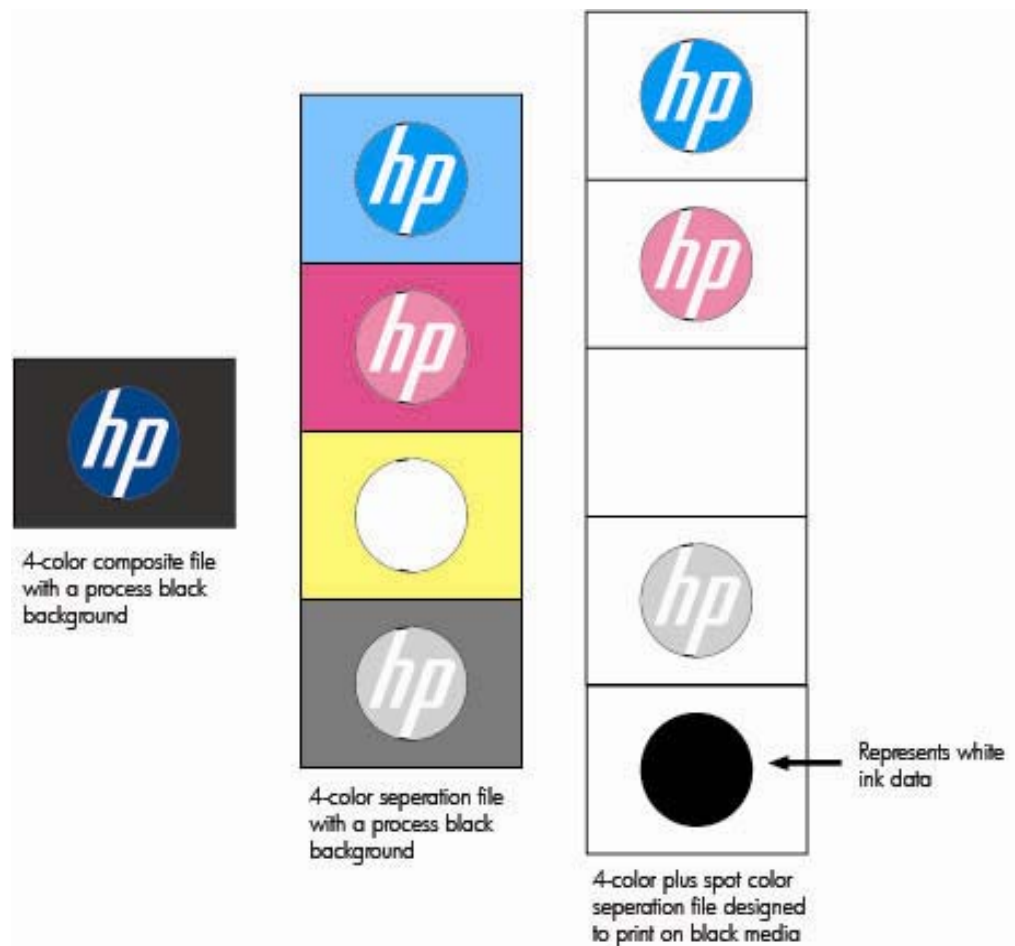 hp
hp
hp
hp
hp
hp
hp
4-color composite file
with a process black
background
4-color seperation file
with a process black
background
Represents white
ink data
4-color plus spot color
seperation file designed
to print on black media